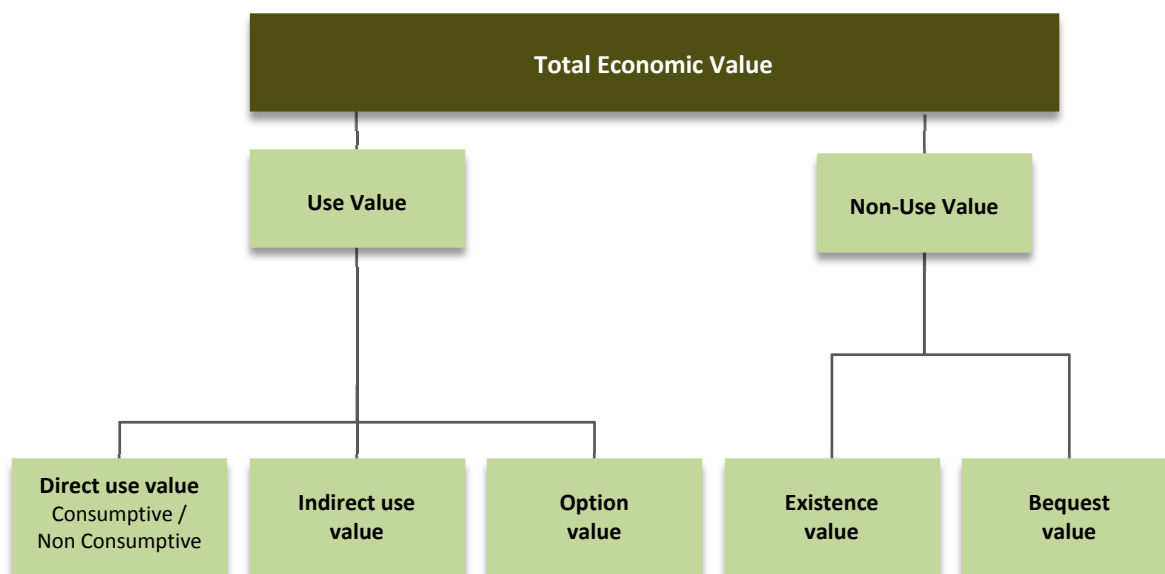 Total Economic Value
Use Value
Non-Use Value
Direct use value
Consumptive /
Non Consumptive
Indirect use
value
Option
value
Existence
value
Bequest
value